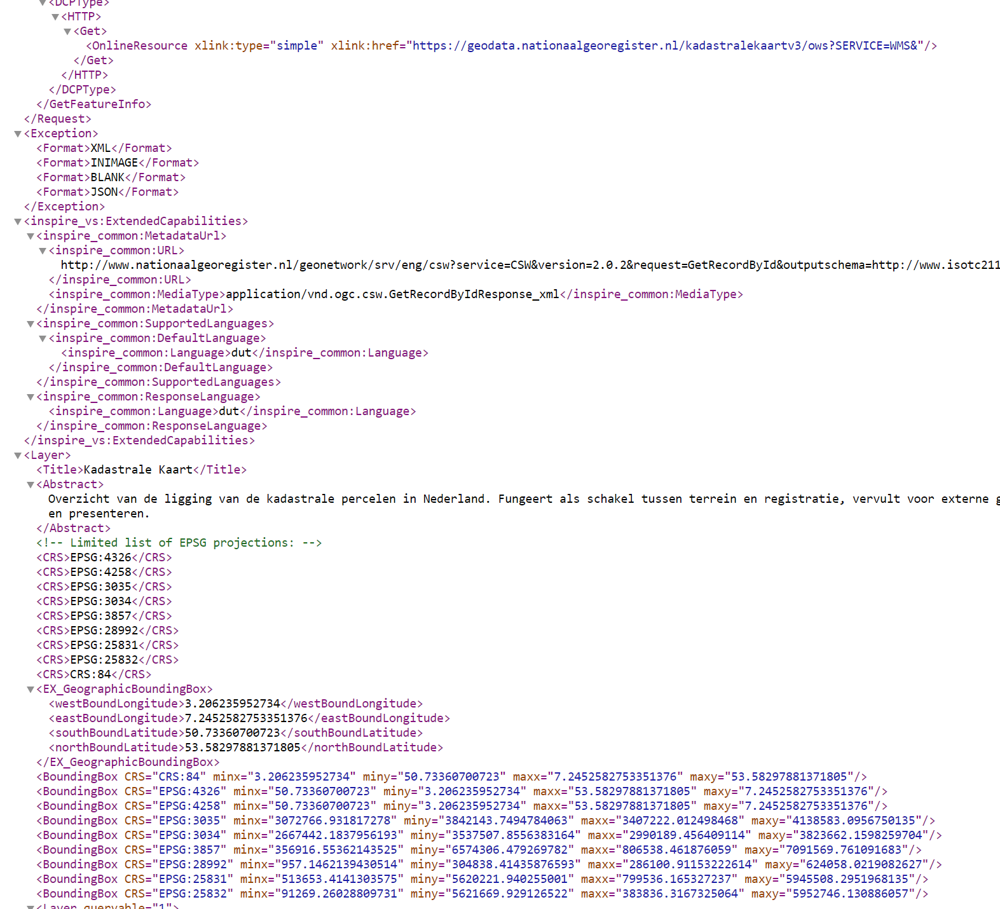 ▼<DCPType>
▼<HTTP>
▼<Get>
<OnlineResource xlink:type="simple" xlink:href="https://geodata.nationaalgeoregister.nl/kadastralekaartv3/ows?SERVICE=WMS&"/>
</Get>
</HTTP>
</DCPType>
</GetFeatureInfo>
</Request>
▼<Exception>
<Format>XML</Format>
<Format>INIMAGE</Format>
<Format>BLANK</Format>
<Format>JSON</Format>
</Exception>
▼<inspire_vs:ExtendedCapabilities>
▼<inspire_common:MetadataUrl>
▼<inspire_common:URL>
http://www.nationaalgeoregister.nl/geonetwork/srv/eng/csw?service=CSW&version=2.0.2&request=GetRecordById&outputschema=http://www.isotc211
</inspire_common:URL>
<inspire_common:MediaType>application/vnd.ogc.csw.GetRecordByIdResponse_xml</inspire_common:MediaType>
</inspire_common:MetadataUrl>
▼<inspire_common:SupportedLanguages>
▼<inspire_common:DefaultLanguage>
<inspire_common:Language>dut</inspire_common:Language>
</inspire_common:DefaultLanguage>
</inspire_common:SupportedLanguages>
▼<inspire_common:ResponseLanguage>
<inspire_common:Language>dut</inspire_common:Language>
</inspire_common:ResponseLanguage>
</inspire_vs:ExtendedCapabilities>
▼<Layer>
<Title>Kadastrale Kaart</Title>
▼<Abstract>
Overzicht van de ligging van de kadastrale percelen in Nederland. Fungeert als schakel tussen terrein en registratie, vervult voor externe g
en presenteren.
</Abstract>
<!-- Limited list of EPSG projections: -->
<CRS>EPSG:4326</CRS>
<CRS>EPSG:4258</CRS>
<CRS>EPSG:3035</CRS>
<CRS>EPSG:3034</CRS>
<CRS>EPSG:3857</CRS>
<CRS>EPSG:28992</CRS>
<CRS>EPSG:25831</CRS>
<CRS>EPSG:25832</CRS>
<CRS>CRS:84</CRS>
▼<EX_GeographicBoundingBox>
<westBoundLongitude>3.206235952734</westBoundLongitude>
<eastBoundLongitude>7.2452582753351376</eastBoundLongitude>
<southBoundLatitude>50.73360700723</southBoundLatitude>
<northBoundLatitude>53.58297881371805</northBoundLatitude>
</EX_GeographicBoundingBox>
<BoundingBox CRS="CRS:84" minx="3.206235952734" miny="50.73360700723" maxx="7.2452582753351376" maxy="53.58297881371805"/>
<BoundingBox CRS="EPSG:4326" minx="50.73360700723" miny="3.206235952734" maxx="53.58297881371805" maxy="7.2452582753351376"/>
<BoundingBox CRS="EPSG:4258" minx="50.73360700723" miny="3.206235952734" maxx="53.58297881371805" maxy="7.2452582753351376"/>
<BoundingBox CRS="EPSG:3035" minx="3072766.931817278" miny="3842143.7494784063" maxx="3407222.012498468" maxy="4138583.0956750135"/>
<BoundingBox CRS="EPSG:3034" minx="2667442.1837956193" miny="3537507.8556383164" maxx="2990189.456409114" maxy="3823662.1598259704"/>
<BoundingBox CRS="EPSG:3857" minx="356916.55362143525" miny="6574306.479269782" maxx="806538.461876059" maxy="7091569.761091683"/>
<BoundingBox CRS="EPSG:28992" minx="957.1462139430514" miny="304838.41435876593" maxx="286100.91153222614" maxy="624058.0219082627"/>
<BoundingBox CRS="EPSG:25831" minx="513653.4141303575" miny="5620221.940255001" maxx="799536.165327237" maxy="5945508.2951968135"/>
<BoundingBox CRS="EPSG:25832" minx="91269.26028809731" miny="5621669.929126522" maxx="383836.3167325064" maxy="5952746.130886057"/>
▼<Layer queryable="1">